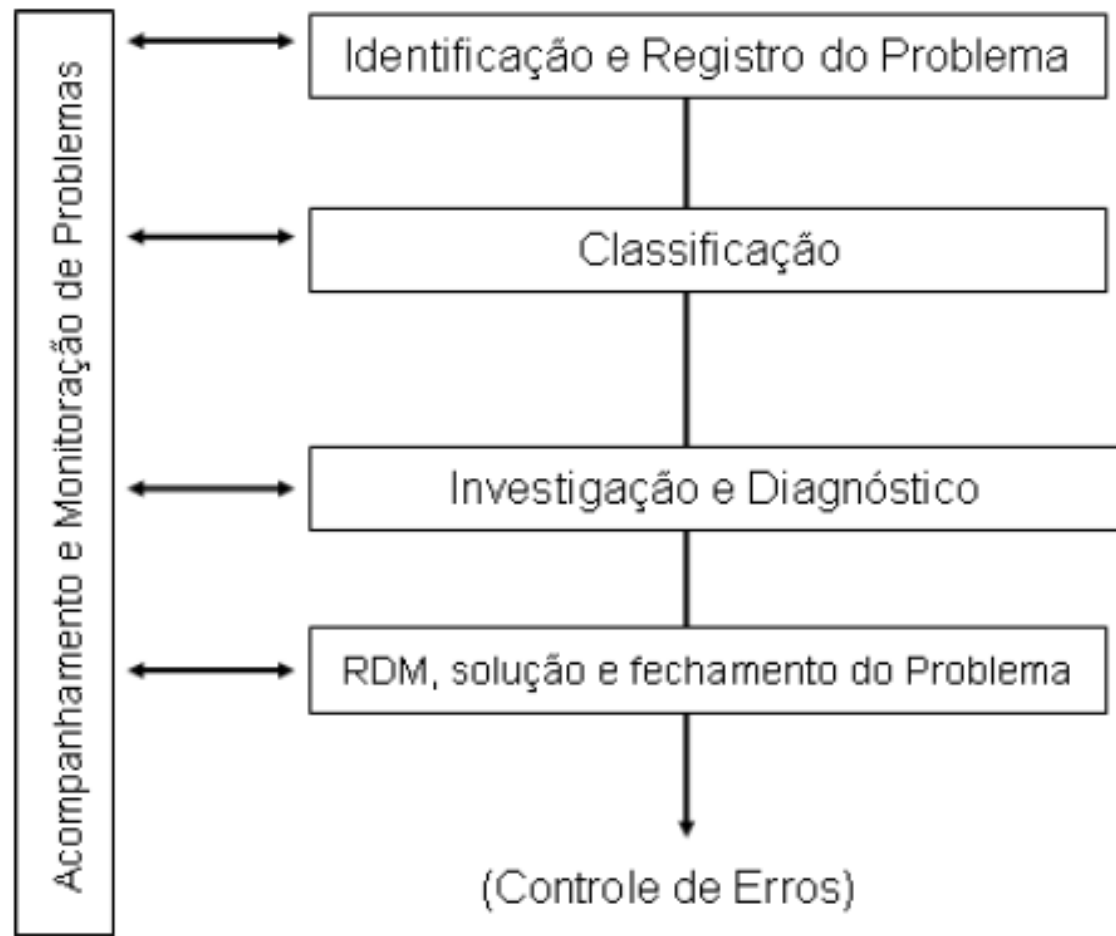 Acompanhamento e Monitoração de Problemas
Identificação e Registro do Problema
Classificação
Investigação e Diagnóstico
RDM, solução e fechamento do Problema
(Controle de Erros)